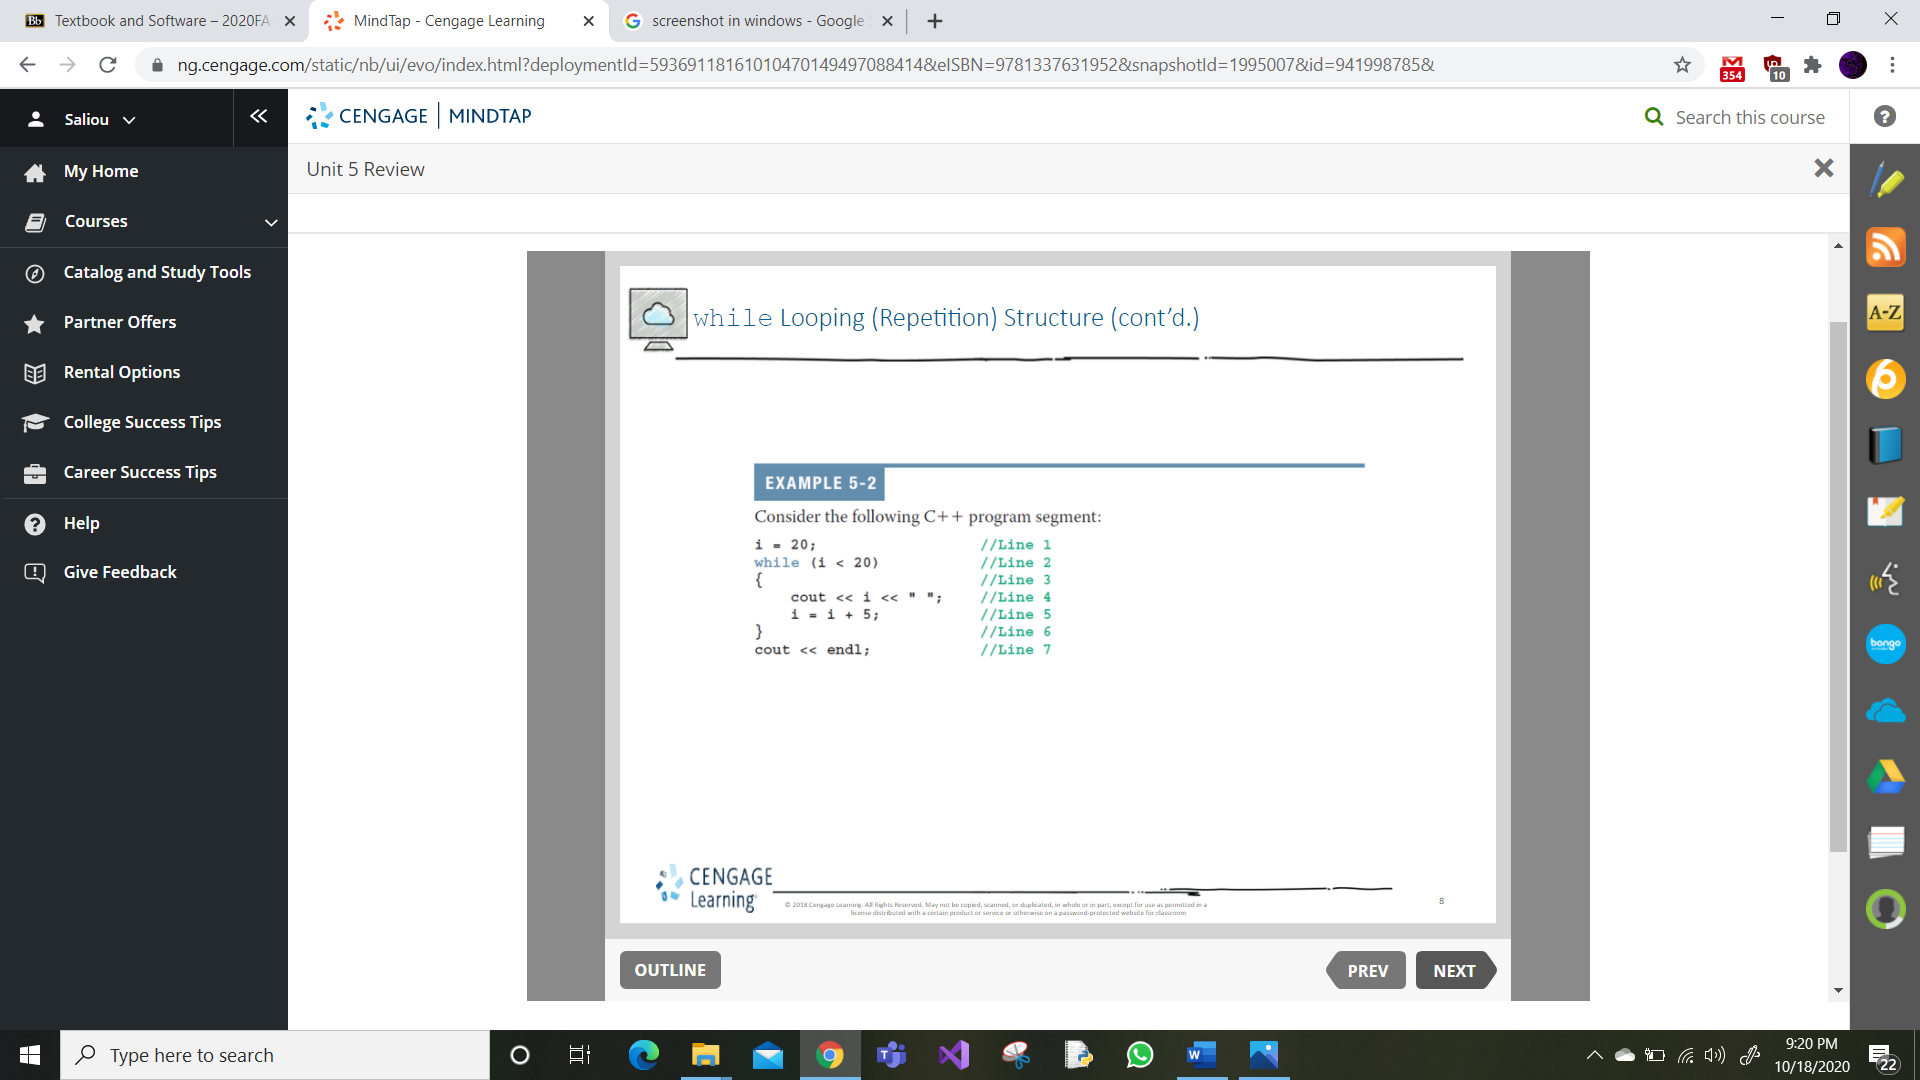 Bb Textbook and Software – 2020FA
MindTap - Cengage Learning
screenshot in windows - Google
ng.cengage.com/static/nb/ui/evo/index.html?deploymentId=59369118161010470149497088414&eISBN=9781337631952&snapshotId=1995007&id=941998785&
354
10
Saliou
CENGAGE | MINDTAP
Search this course
My Home
Unit 5 Review
Courses
Catalog and Study Tools
Partner Offers
Rental Options
College Success Tips
Career Success Tips
Help
Give Feedback
while Looping (Repetition) Structure (cont’d.)
EXAMPLE 5-2
Consider the following C++ program segment:
i = 20; //Line 1
while (i < 20) //Line 2
{ //Line 3
cout << i << " "; //Line 4
i = i + 5; //Line 5
} //Line 6
cout << endl; //Line 7
CENGAGE
Learning
© 2018 Cengage Learning. All Rights Reserved. May not be copied, scanned, or duplicated, in whole or in part, except for use as permitted in a
license distributed with a certain product or service or otherwise on a password-protected website for classroom
8
OUTLINE
PREV
NEXT
A-Z
bongo
Type here to search
9:20 PM
10/18/2020
22